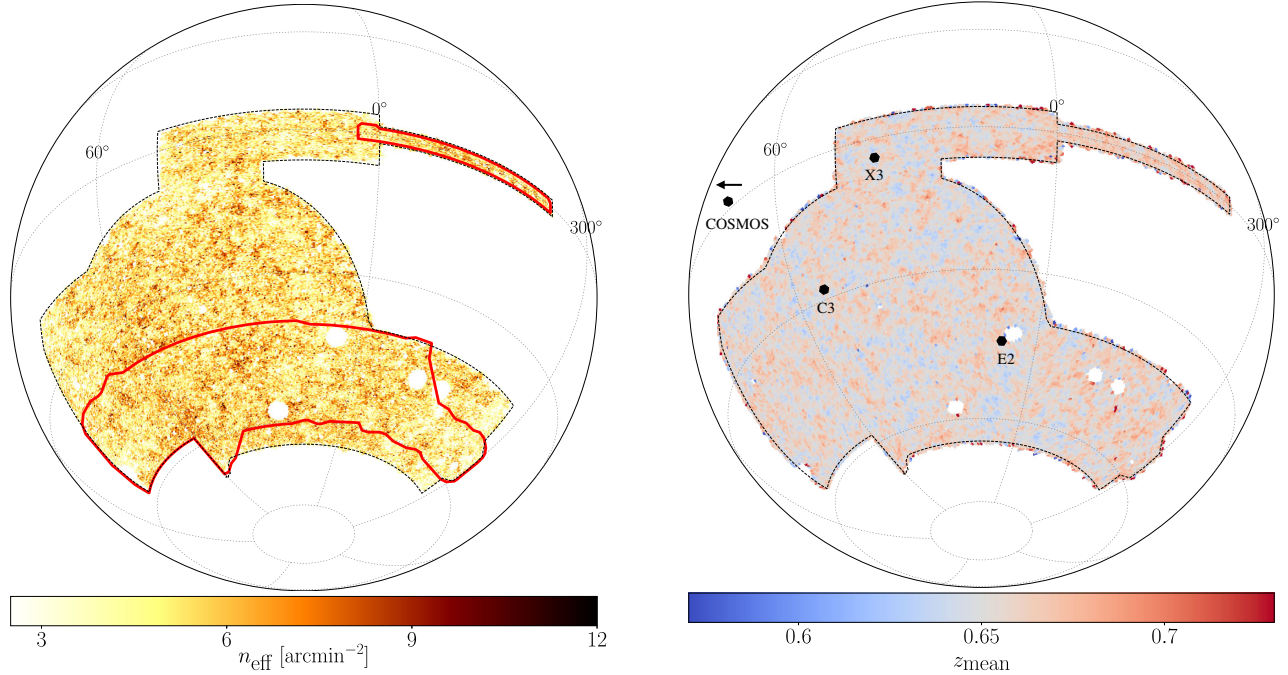 0°
60°
300°
3 6 9 12
n_eff [arcmin⁻²]
0°
60°
X3
COSMOS
300°
C3
E2
0.6 0.65 0.7
z_mean